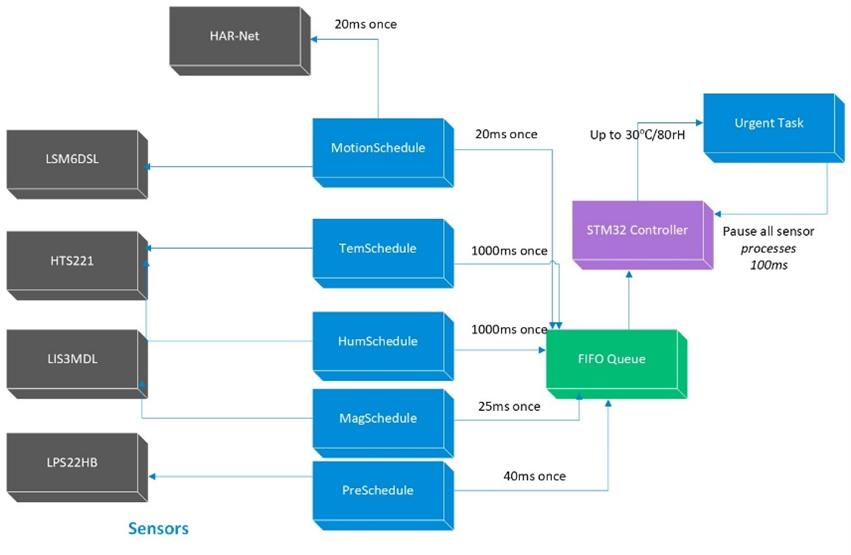 HAR-Net
20ms once
LSM6DSL
MotionSchedule
20ms once
Up to 30°C/80rH
Urgent Task
HTS221
TemSchedule
1000ms once
STM32 Controller
Pause all sensor
processes
100ms
LIS3MDL
HumSchedule
1000ms once
FIFO Queue
MagSchedule
25ms once
LPS22HB
PreSchedule
40ms once
Sensors